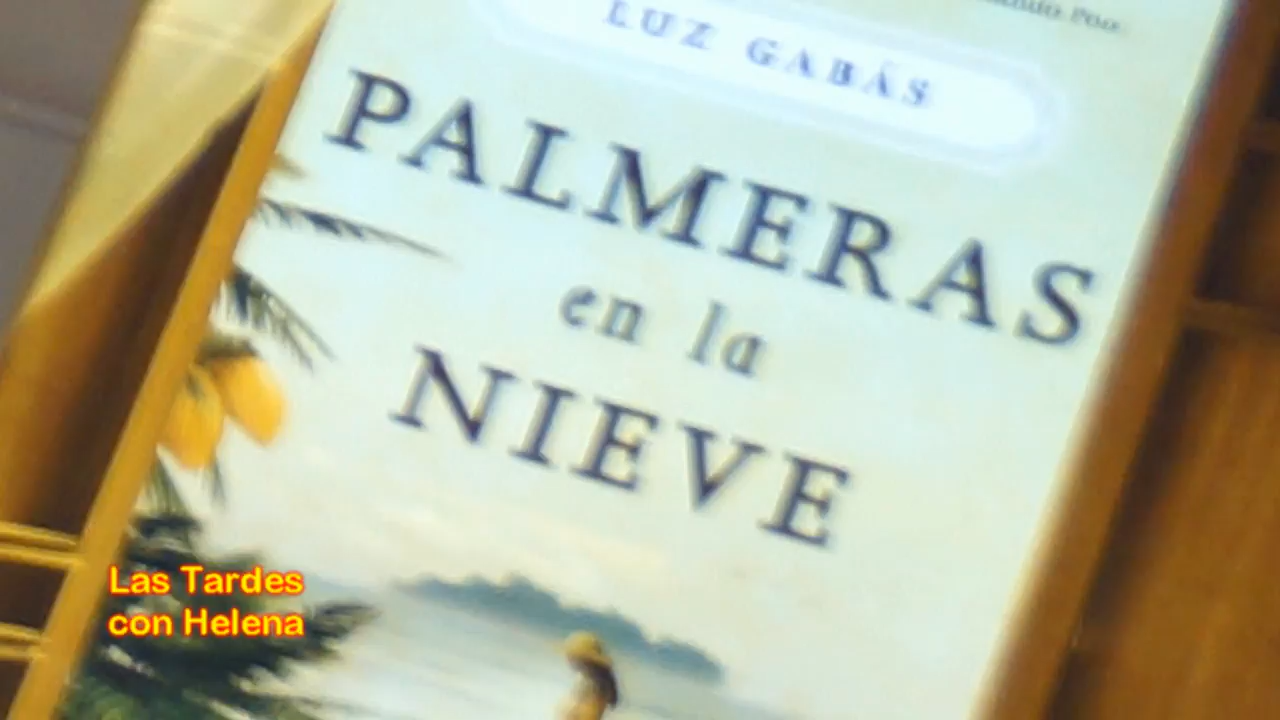 LUZ GABÁS
PALMERAS
en la
NIEVE
Las Tardes
con Helena